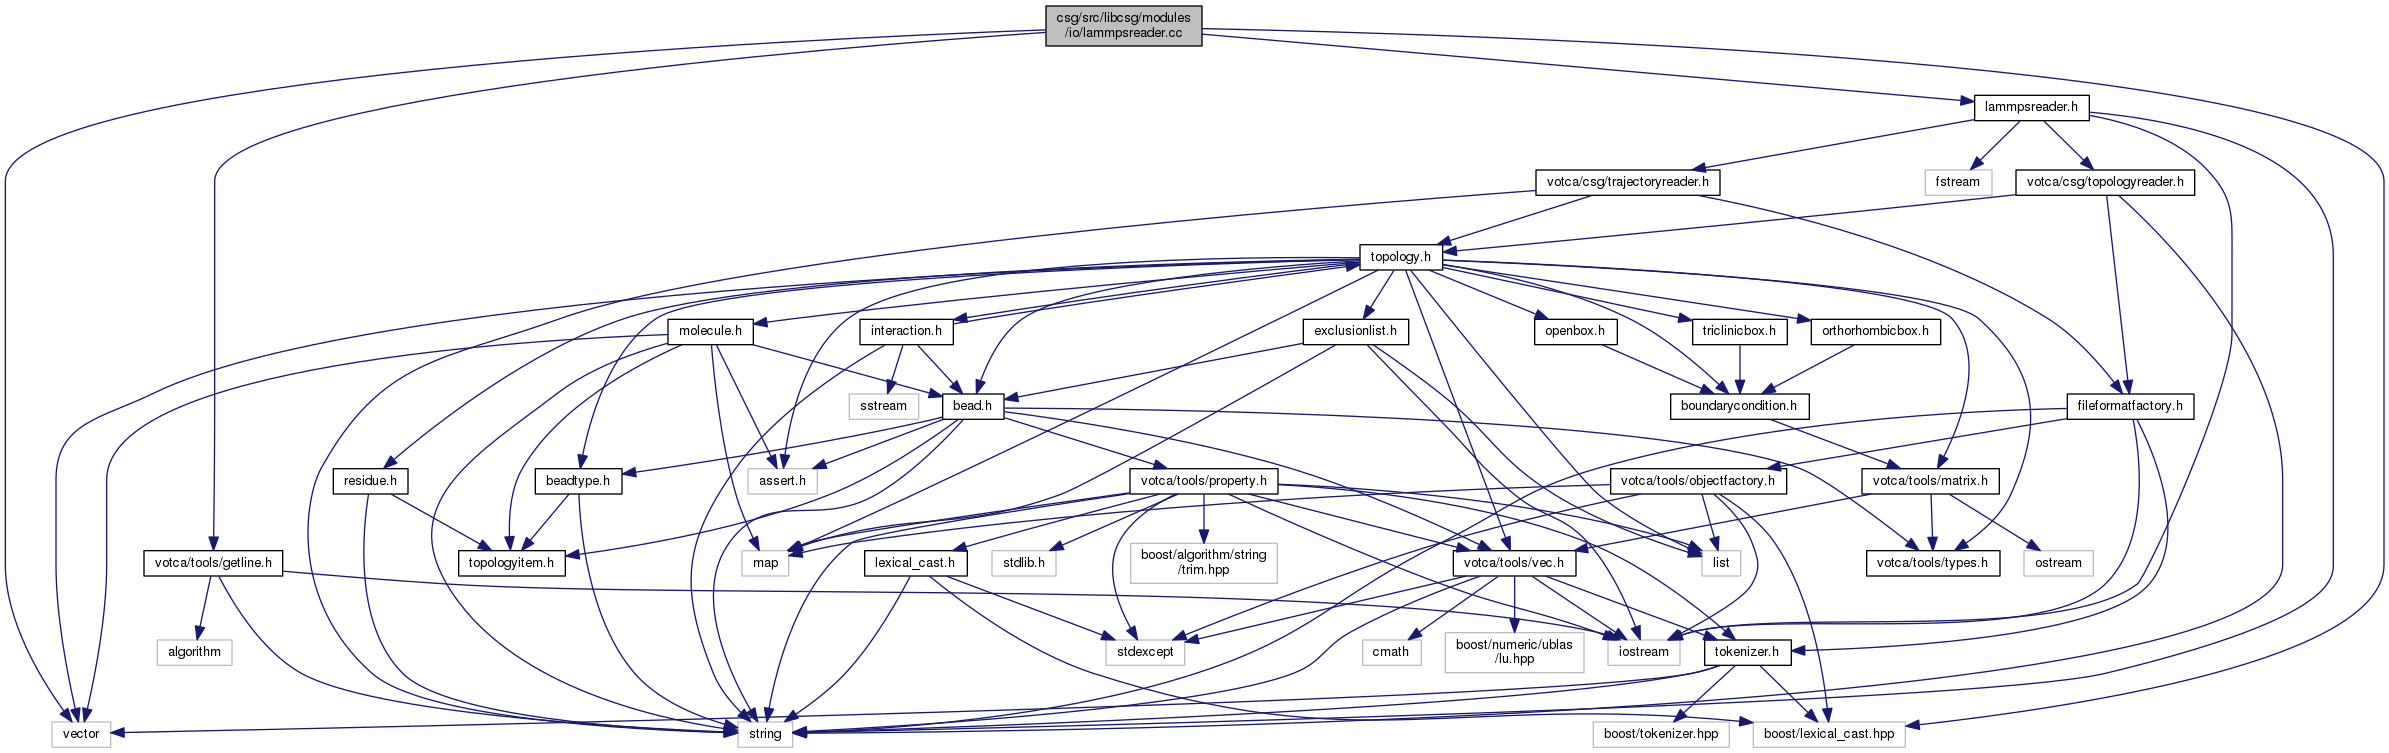 csg/src/libcsg/modules
/io/lammpsreader.cc
lammpsreader.h
votca/csg/trajectoryreader.h
fstream
votca/csg/topologyreader.h
topology.h
molecule.h
interaction.h
exclusionlist.h
openbox.h
triclinicbox.h
orthorhombicbox.h
sstream
bead.h
boundarycondition.h
fileformatfactory.h
residue.h
beadtype.h
assert.h
votca/tools/property.h
votca/tools/objectfactory.h
votca/tools/matrix.h
votca/tools/getline.h
topologyitem.h
map
lexical_cast.h
stdlib.h
boost/algorithm/string
/trim.hpp
votca/tools/vec.h
list
votca/tools/types.h
ostream
algorithm
stdexcept
cmath
boost/numeric/ublas
/lu.hpp
iostream
tokenizer.h
vector
string
boost/tokenizer.hpp
boost/lexical_cast.hpp